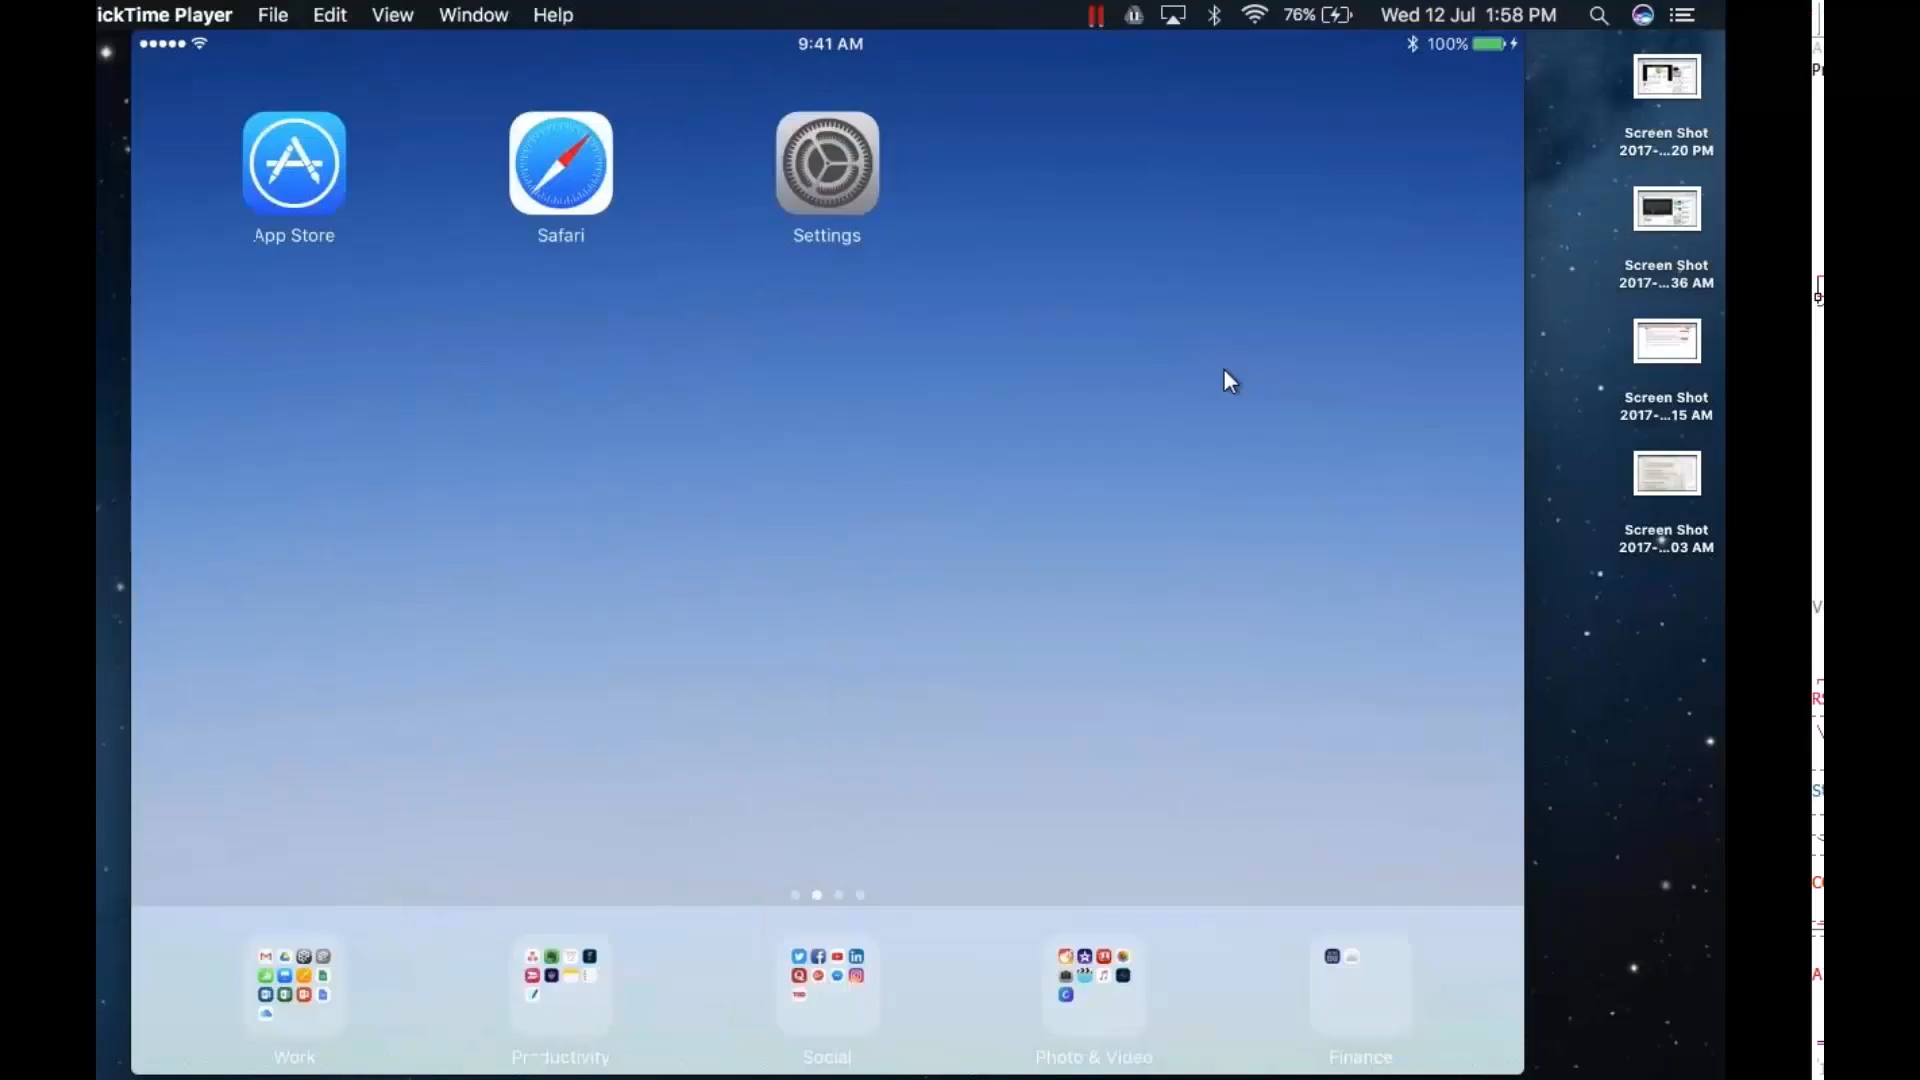 ickTime Player File Edit View Window Help 76% Wed 12 Jul 1:58 PM
9:41 AM 100%
App Store Safari Settings
Screen Shot
2017-...20 PM
Screen Shot
2017-...36 AM
Screen Shot
2017-...15 AM
Screen Shot
2017-...03 AM
Work Productivity Social Photo & Video Finance